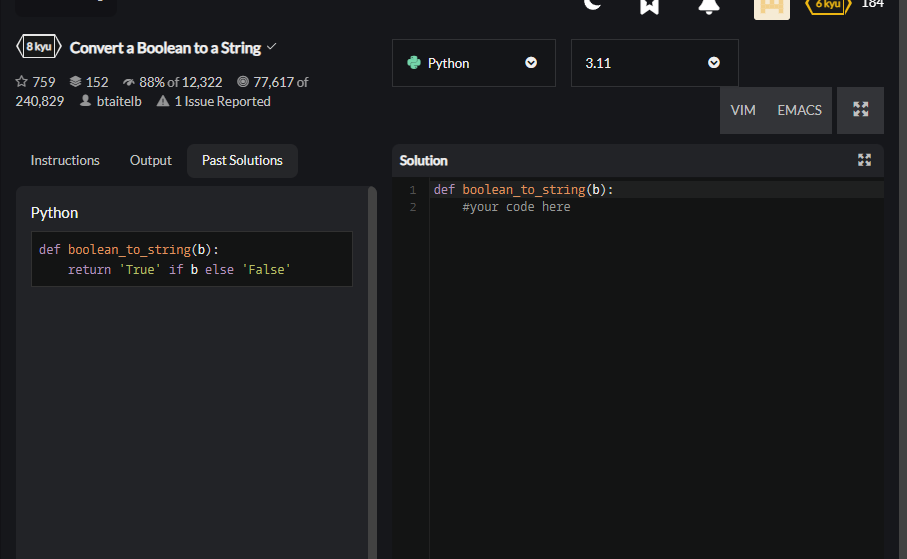 6 kyu 184
8 kyu Convert a Boolean to a String
759 152 88% of 12,322 77,617 of
240,829 btaitelb 1 Issue Reported
Python 3.11
VIM EMACS
Instructions Output Past Solutions
Python
def boolean_to_string(b):
    return 'True' if b else 'False'
Solution
1 def boolean_to_string(b):
2     #your code here